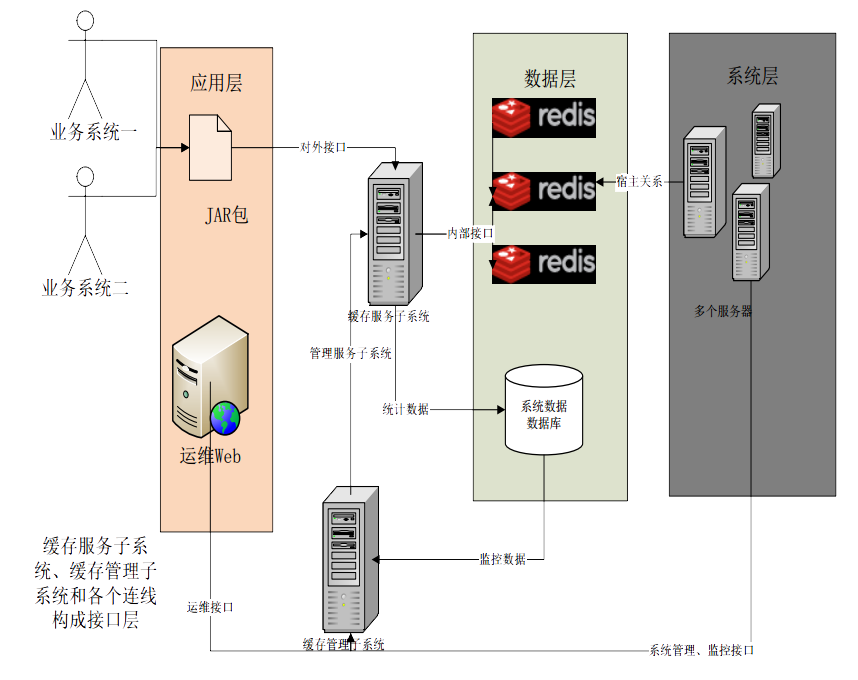 应用层
数据层
系统层
redis
业务系统一
对外接口
redis
宿主关系
JAR包
内部接口
redis
业务系统二
缓存服务子系统
多个服务器
管理服务子系统
统计数据
系统数据
数据库
运维Web
缓存服务子系
统、缓存管理子
系统和各个连线
构成接口层
监控数据
运维接口
缓存管理子系统
系统管理、监控接口